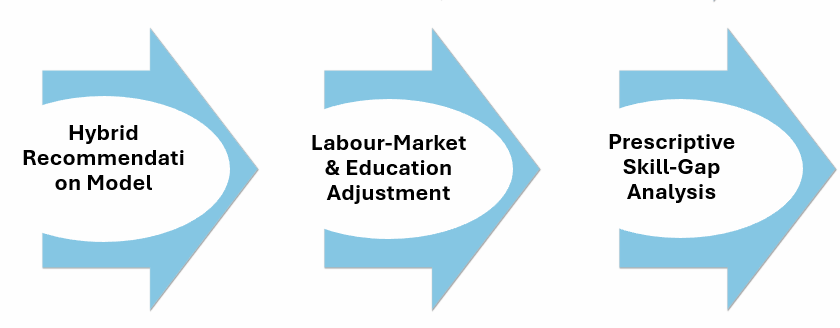 Hybrid
Recommendati
on Model
Labour-Market
& Education
Adjustment
Prescriptive
Skill-Gap
Analysis